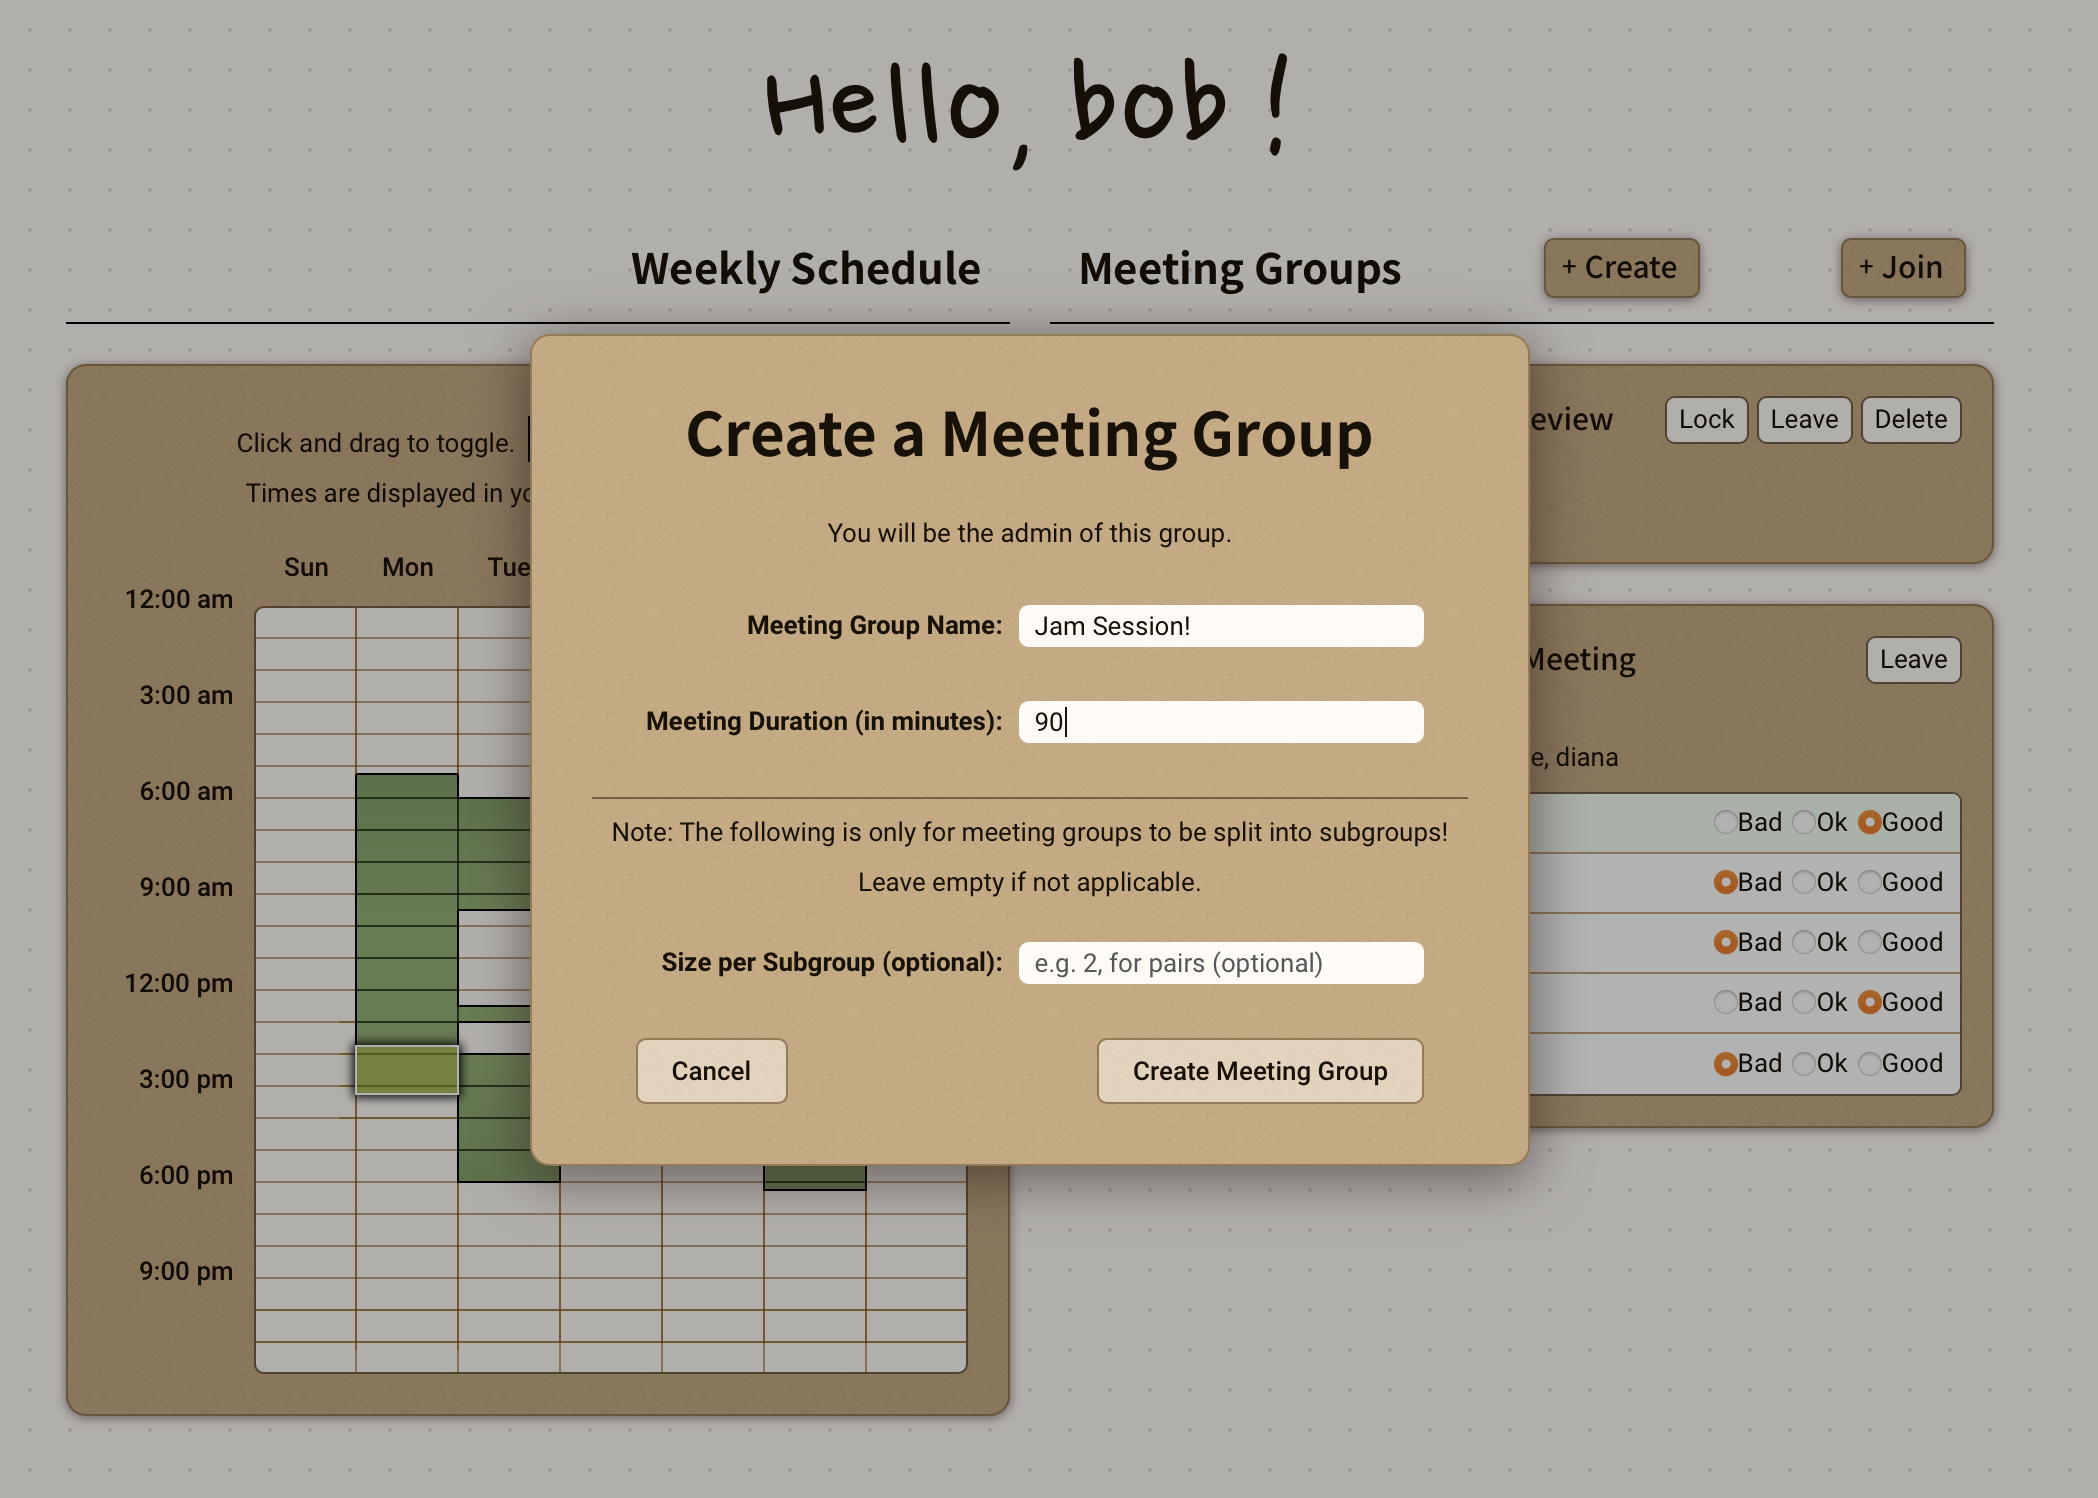 Hello, bob!
Weekly Schedule
Meeting Groups
+ Create
+ Join
Click and drag to toggle.
Times are displayed in
Sun Mon Tue
12:00 am
3:00 am
6:00 am
9:00 am
12:00 pm
3:00 pm
6:00 pm
9:00 pm
Create a Meeting Group
You will be the admin of this group.
Meeting Group Name: Jam Session!
Meeting Duration (in minutes): 90
Note: The following is only for meeting groups to be split into subgroups!
Leave empty if not applicable.
Size per Subgroup (optional): e.g. 2, for pairs (optional)
Cancel
Create Meeting Group
Lock Leave Delete
Meeting
Leave
diana
Bad Ok Good
Bad Ok Good
Bad Ok Good
Bad Ok Good
Bad Ok Good